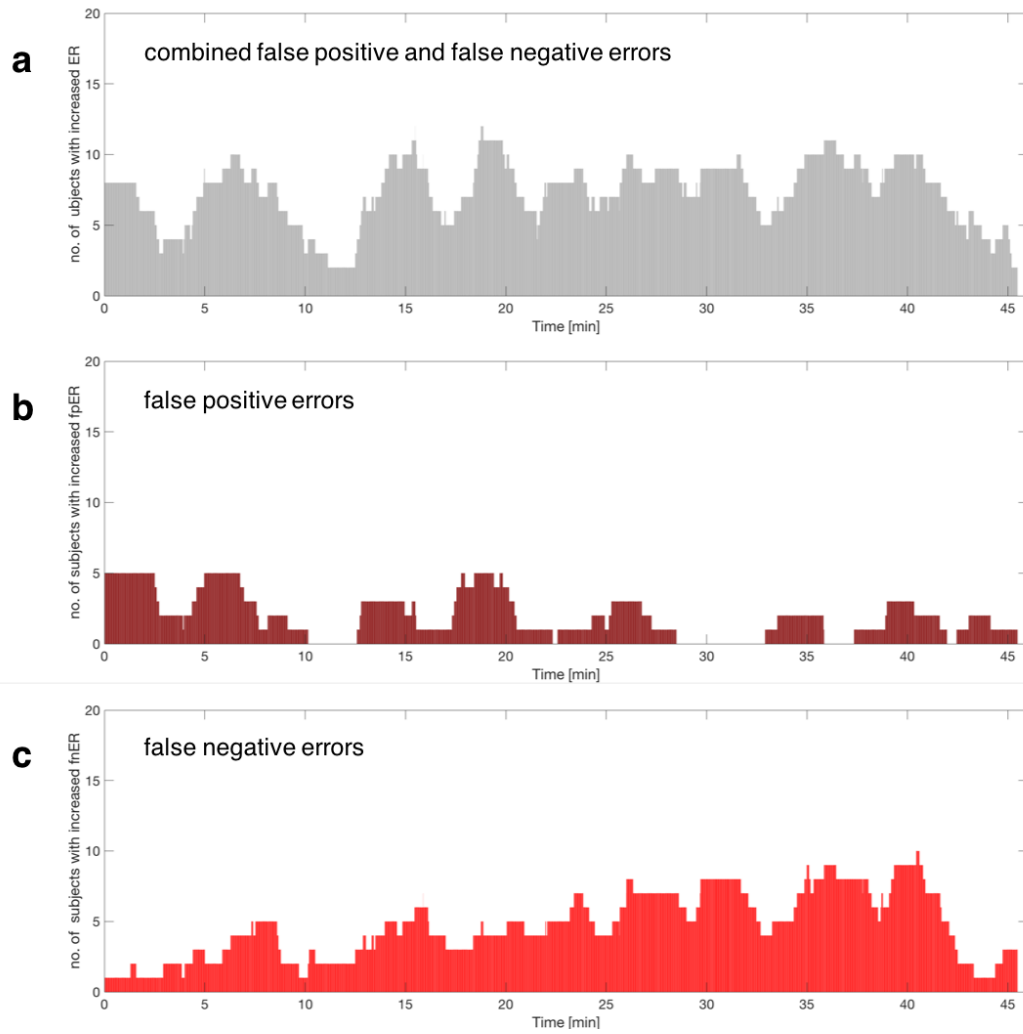 a
combined false positive and false negative errors
no. of ubjects with increased ER
20
15
10
5
0
0 5 10 15 20 25 30 35 40 45
Time [min]
b
false positive errors
no. of subjects with increased fpER
20
15
10
5
0
0 5 10 15 20 25 30 35 40 45
Time [min]
c
false negative errors
no. of subjects with increased fnER
20
15
10
5
0
0 5 10 15 20 25 30 35 40 45
Time [min]